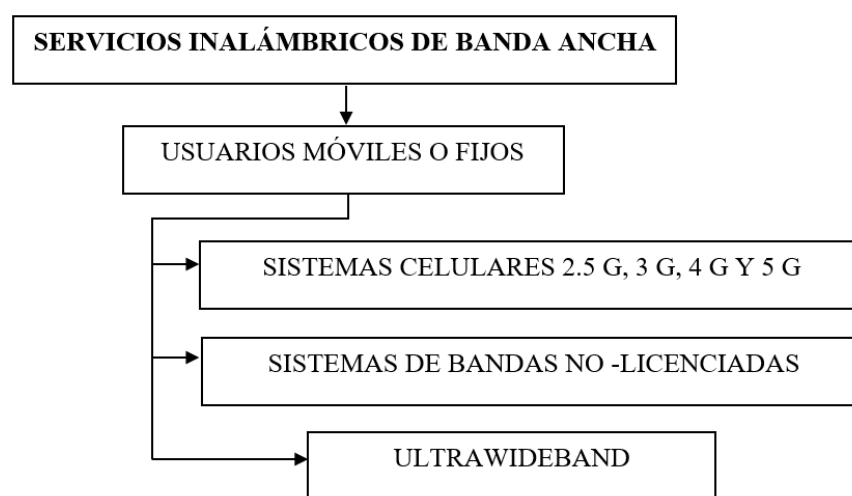 SERVICIOS INALÁMBRICOS DE BANDA ANCHA
USUARIOS MÓVILES O FIJOS
SISTEMAS CELULARES 2.5 G, 3 G, 4 G Y 5 G
SISTEMAS DE BANDAS NO -LICENCIADAS
ULTRAWIDEBAND